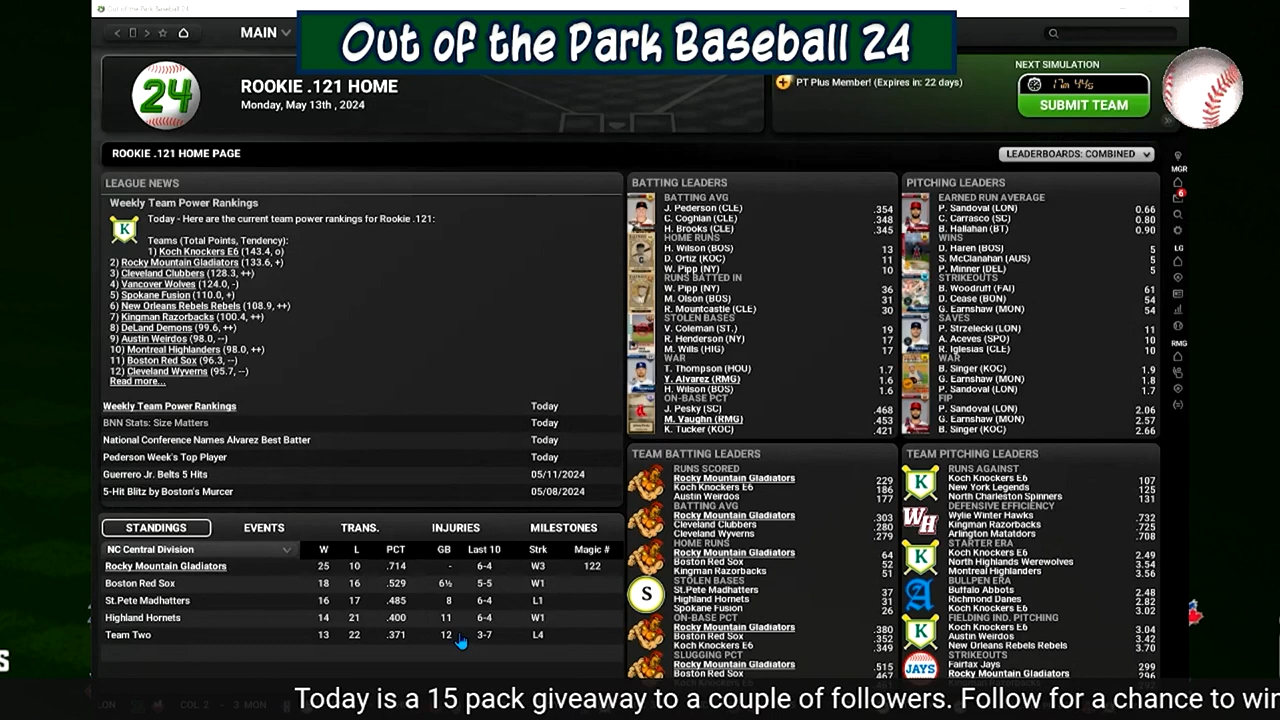 Out of the Park Baseball 24
MAIN
24
ROOKIE .121 HOME
Monday, May 13th , 2024
PT Plus Member! (Expires in: 22 days)
NEXT SIMULATION
17m 44s
SUBMIT TEAM
ROOKIE .121 HOME PAGE
LEADERBOARDS: COMBINED
LEAGUE NEWS
Weekly Team Power Rankings
Today - Here are the current team power rankings for Rookie .121:
Teams (Total Points, Tendency):
1) Koch Knockers E6 (143.4, o)
2) Rocky Mountain Gladiators (133.6, +)
3) Cleveland Clubbers (128.3, ++)
4) Vancover Wolves (124.0, -)
5) Spokane Fusion (110.0, +)
6) New Orleans Rebels Rebels (108.9, ++)
7) Kingman Razorbacks (100.4, ++)
8) DeLand Demons (99.6, ++)
9) Austin Weirdos (98.0, --)
10) Montreal Highlanders (98.0, ++)
11) Boston Red Sox (96.3, --)
12) Cleveland Wyverns (95.7, --)
Read more...
Weekly Team Power Rankings Today
BNN Stats: Size Matters Today
National Conference Names Alvarez Best Batter Today
Pederson Week's Top Player Today
Guerrero Jr. Belts 5 Hits 05/11/2024
5-Hit Blitz by Boston's Murcer 05/08/2024
STANDINGS EVENTS TRANS. INJURIES MILESTONES
NC Central Division W L PCT GB Last 10 Strk Magic #
Rocky Mountain Gladiators 25 10 .714 - 6-4 W3 122
Boston Red Sox 18 16 .529 6½ 5-5 W1
St.Pete Madhatters 16 17 .485 8 6-4 L1
Highland Hornets 14 21 .400 11 6-4 W1
Team Two 13 22 .371 12 3-7 L4
BATTING LEADERS
BATTING AVG
J. Pederson (CLE) .354
C. Coghlan (CLE) .348
H. Brooks (CLE) .345
HOME RUNS
H. Wilson (BOS) 13
D. Ortiz (KOC) 11
W. Pipp (NY) 10
RUNS BATTED IN
W. Pipp (NY) 36
M. Olson (BOS) 31
R. Mountcastle (CLE) 30
STOLEN BASES
V. Coleman (ST.) 19
R. Henderson (NY) 17
M. Wills (HIG) 17
WAR
T. Thompson (HOU) 1.7
Y. Alvarez (RMG) 1.6
H. Wilson (BOS) 1.6
ON-BASE PCT
J. Pesky (SC) .468
M. Vaughn (RMG) .453
K. Tucker (KOC) .421
PITCHING LEADERS
EARNED RUN AVERAGE
P. Sandoval (LON) 0.66
C. Carrasco (SC) 0.80
B. Hallahan (BT) 0.90
WINS
D. Haren (BOS) 5
S. McClanahan (AUS) 5
P. Minner (DEL) 5
STRIKEOUTS
B. Woodruff (FAI) 61
D. Cease (BON) 54
G. Earnshaw (MON) 54
SAVES
P. Strzelecki (LON) 11
A. Aceves (SPO) 10
R. Iglesias (CLE) 10
WAR
B. Singer (KOC) 1.9
G. Earnshaw (MON) 1.8
P. Sandoval (LON) 1.7
FIP
P. Sandoval (LON) 2.06
G. Earnshaw (MON) 2.57
B. Singer (KOC) 2.66
TEAM BATTING LEADERS
RUNS SCORED
Rocky Mountain Gladiators 229
Koch Knockers E6 186
Austin Weirdos 177
BATTING AVG
Rocky Mountain Gladiators .303
Cleveland Clubbers .280
Cleveland Wyverns .279
HOME RUNS
Rocky Mountain Gladiators 64
Boston Red Sox 52
Kingman Razorbacks 51
STOLEN BASES
St.Pete Madhatters 37
Highland Hornets 31
Spokane Fusion 26
ON-BASE PCT
Rocky Mountain Gladiators .380
Boston Red Sox .352
Koch Knockers E6 .349
SLUGGING PCT
Rocky Mountain Gladiators .515
Boston Red Sox .467
TEAM PITCHING LEADERS
RUNS AGAINST
Koch Knockers E6 107
New York Legends 125
North Charleston Spinners 131
DEFENSIVE EFFICIENCY
Wylie Winter Hawks .732
Kingman Razorbacks .725
Arlington Matadors .708
STARTER ERA
Koch Knockers E6 2.49
North Highlands Werewolves 3.54
Montreal Highlanders 3.56
BULLPEN ERA
Buffalo Abbots 2.48
Richmond Danes 2.82
Koch Knockers E6 3.02
FIELDING IND. PITCHING
Koch Knockers E6 3.04
Austin Weirdos 3.42
New Orleans Rebels Rebels 3.70
STRIKEOUTS
Fairfax Jays 299
Rocky Mountain Gladiators 296
K
K
WH
K
S
A
K
JAYS
MGR
6
LG
RMG
S
Today is a 15 pack giveaway to a couple of followers. Follow for a chance to win